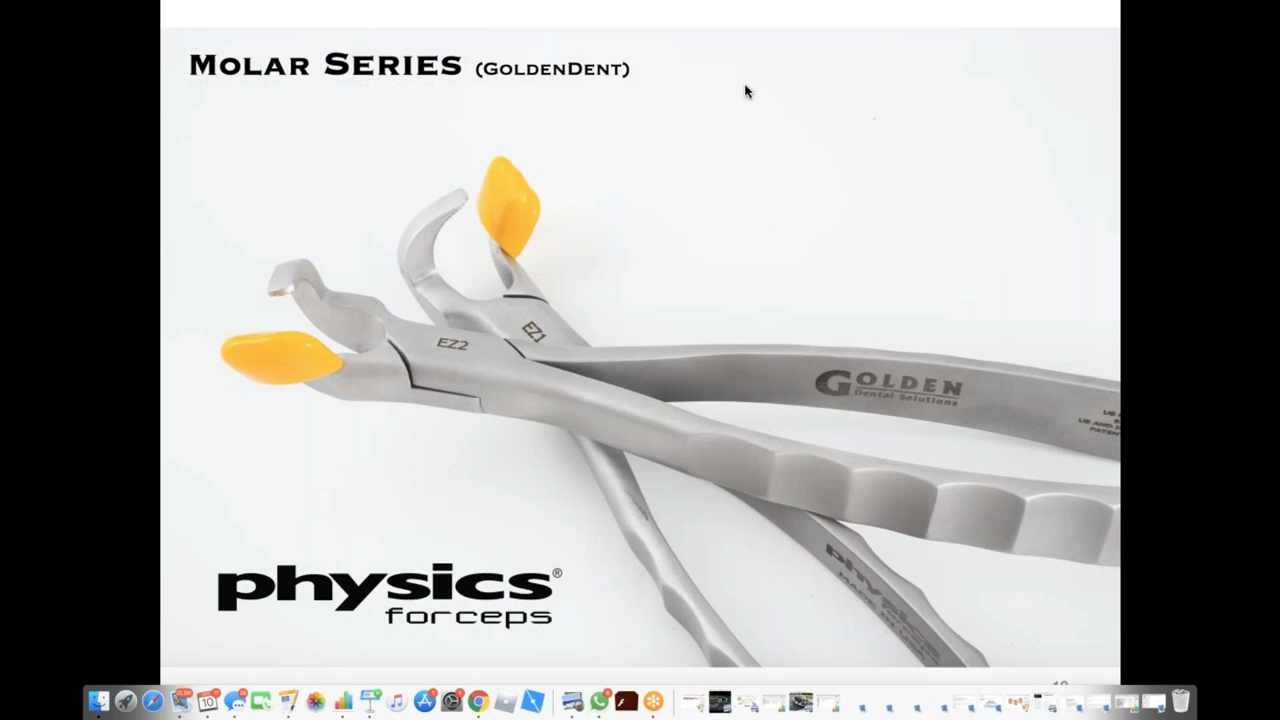 MOLAR SERIES (GOLDENDENT)
EZ1
EZ2
GOLDEN
Dental Solutions
physics®
forceps
physics